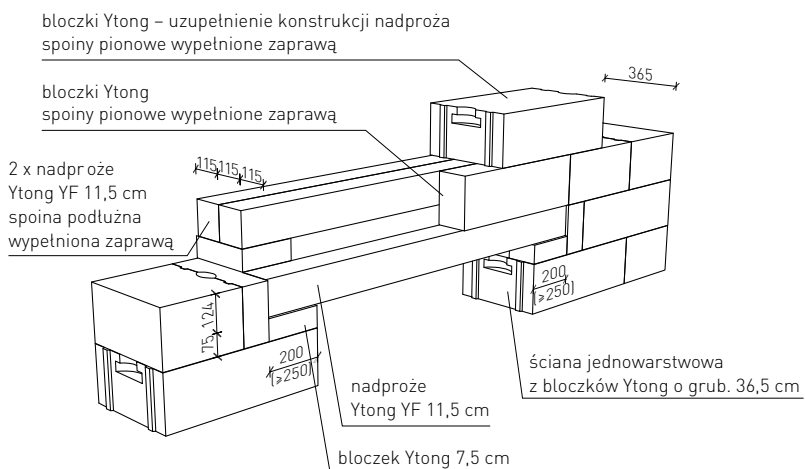 bloczki Ytong – uzupełnienie konstrukcji nadproża
spoiny pionowe wypełnione zaprawą
365
bloczki Ytong
spoiny pionowe wypełnione zaprawą
115 115 115
2 x nadproże
Ytong YF 11,5 cm
spoina podłużna
wypełniona zaprawą
200
(≥250)
124
75
200
(≥250)
ściana jednowarstwowa
z bloczków Ytong o grub. 36,5 cm
nadproże
Ytong YF 11,5 cm
bloczek Ytong 7,5 cm